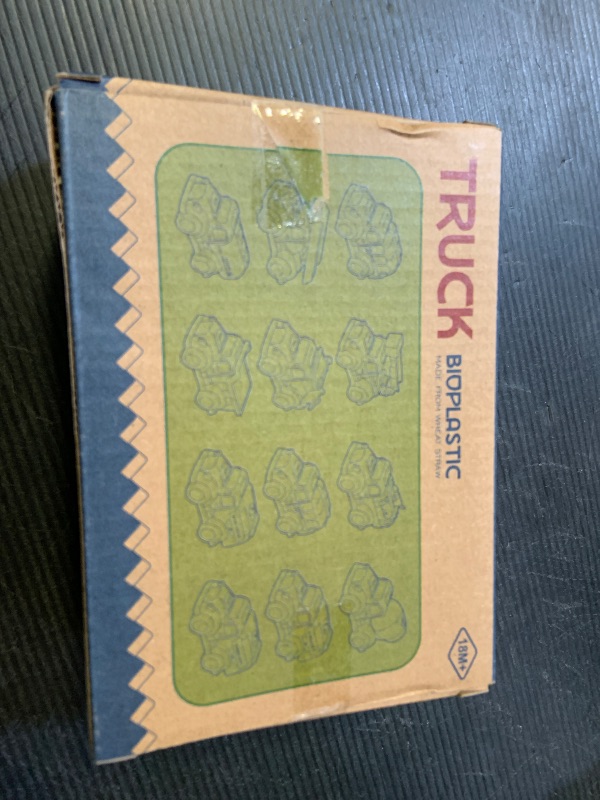 TRUCK
BIOPLASTIC
MADE FROM WHEAT STRAW
18M+